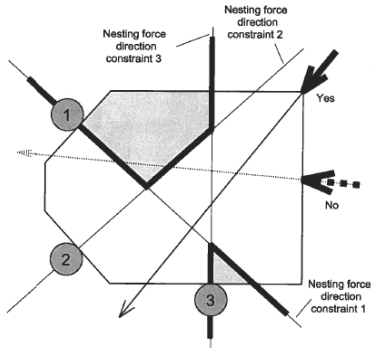 Nesting force
direction
constraint 3
Nesting force
direction
constraint 2
Yes
1
No
2
3
Nesting force
direction
constraint 1